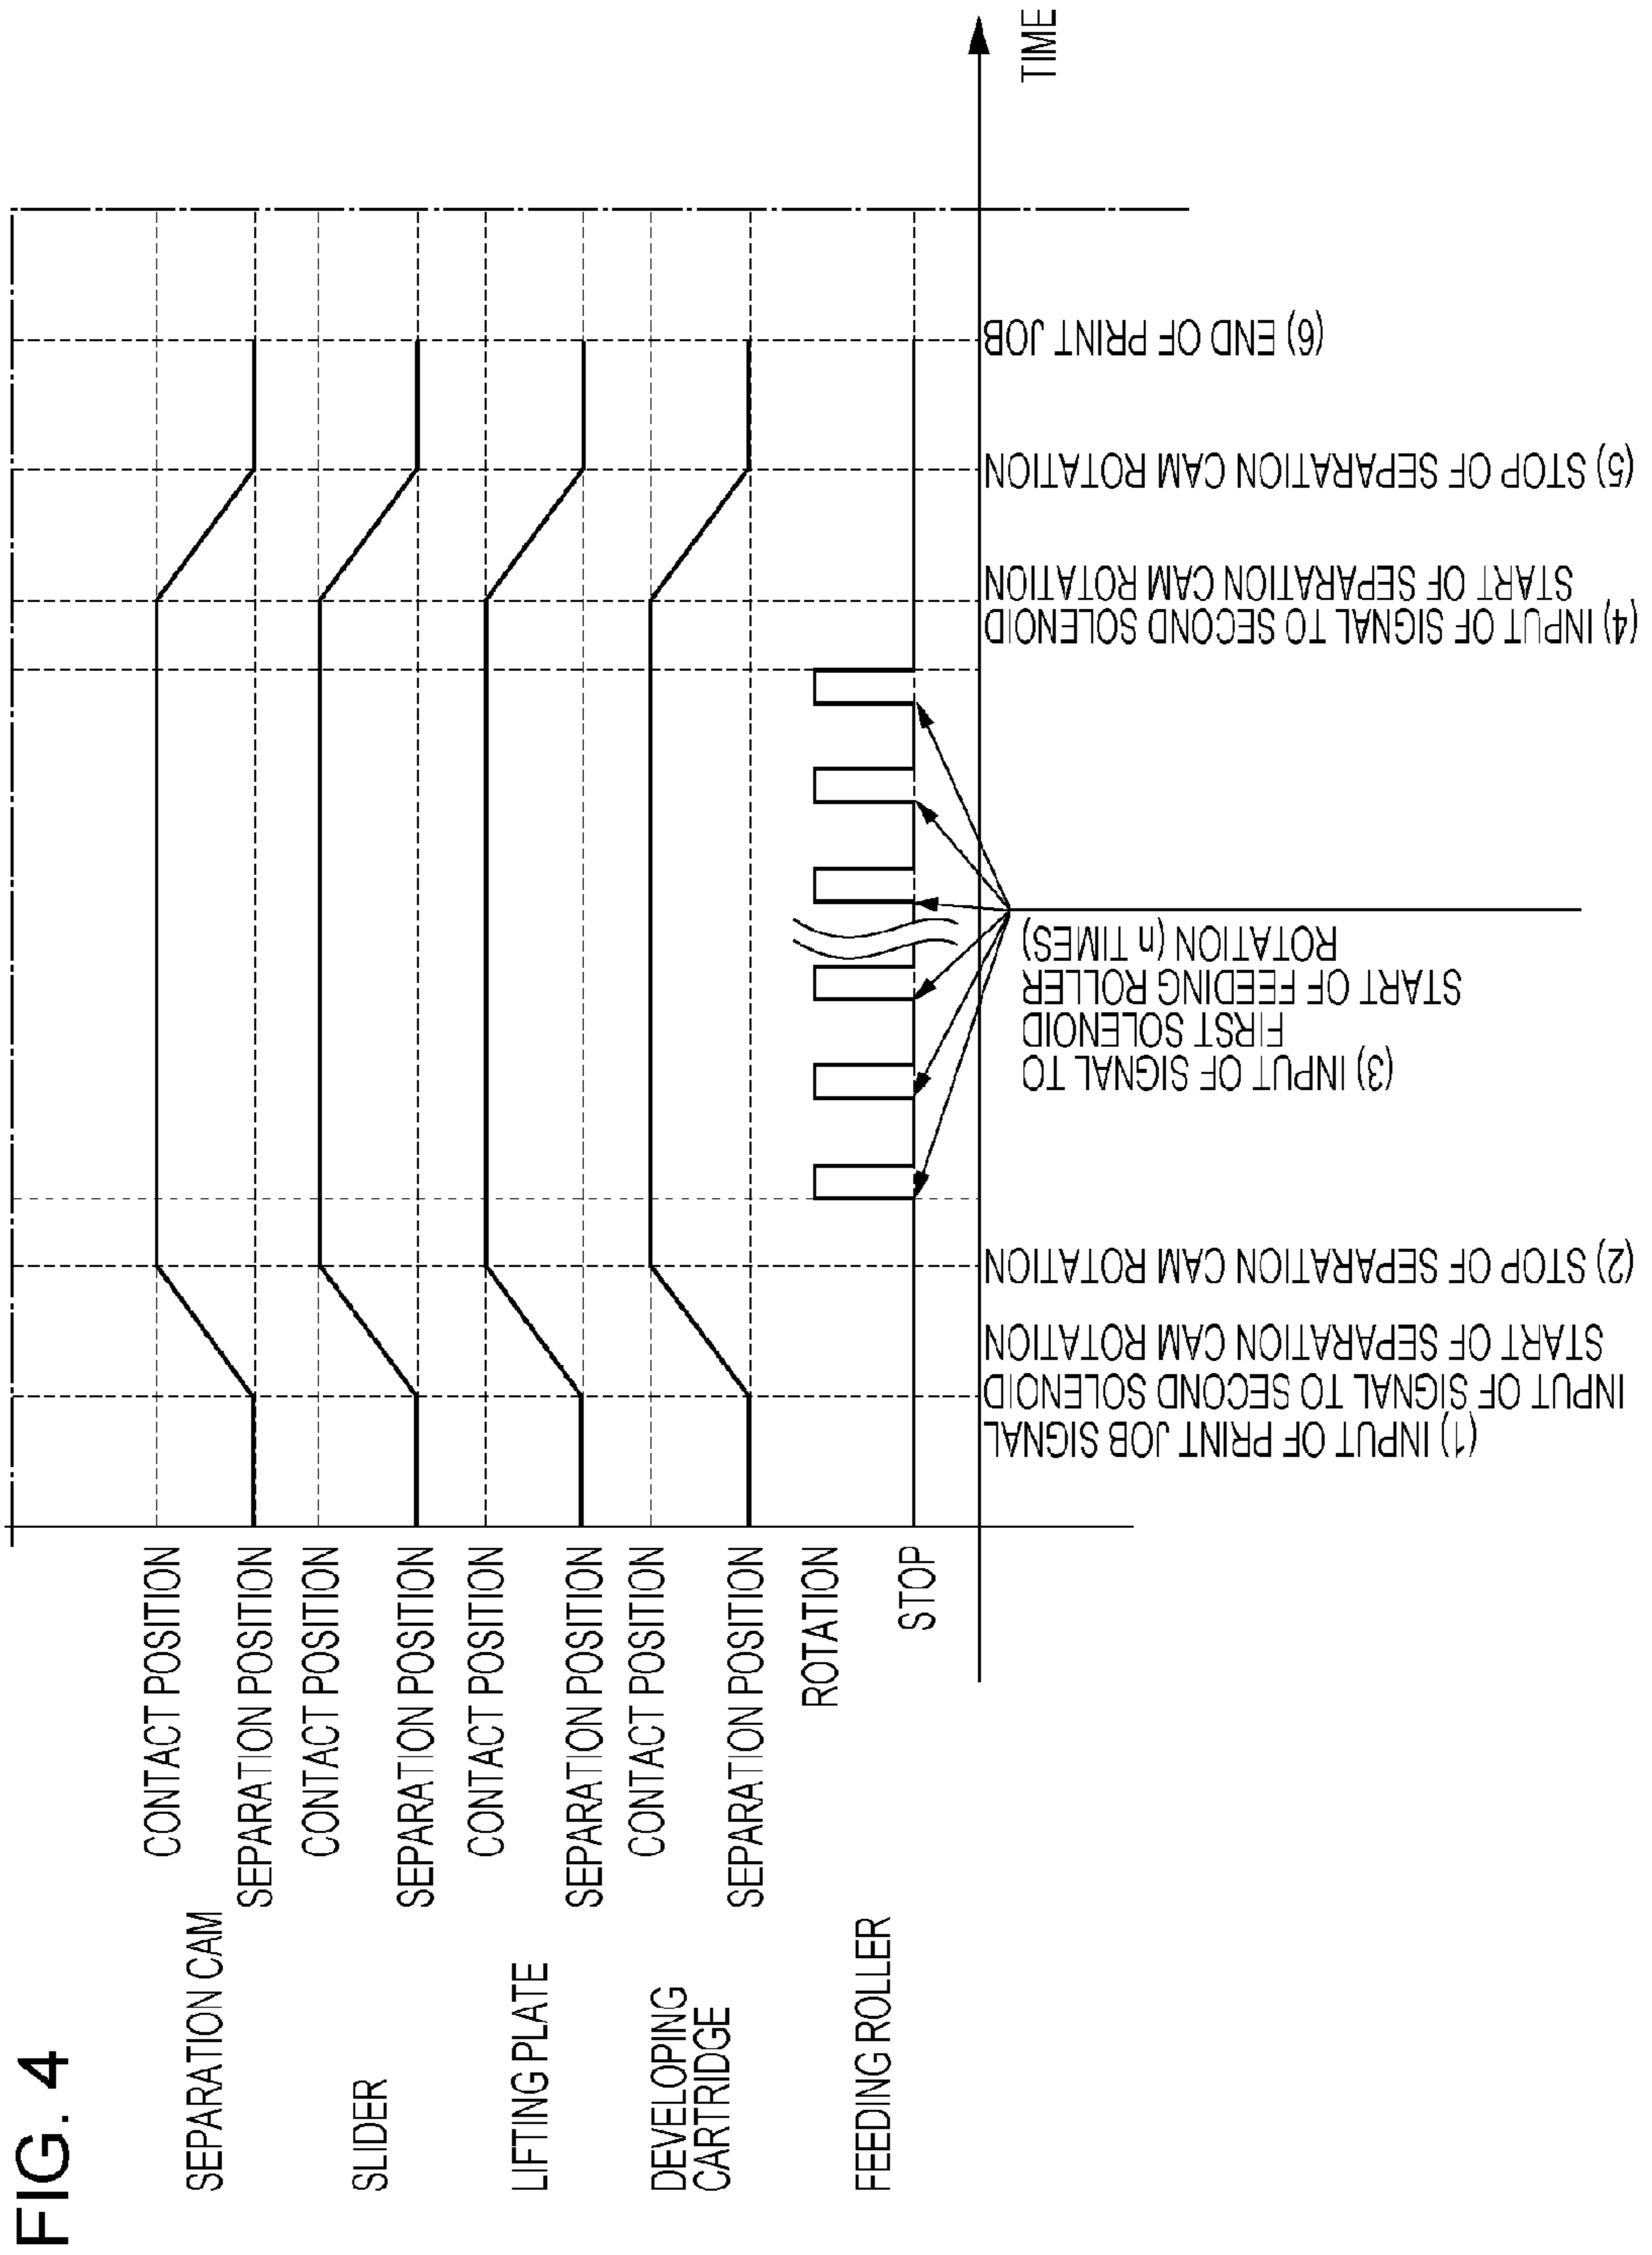 FIG. 4
SEPARATION CAM
CONTACT POSITION
SEPARATION POSITION
SLIDER
CONTACT POSITION
SEPARATION POSITION
LIFTING PLATE
CONTACT POSITION
SEPARATION POSITION
DEVELOPING
CARTRIDGE
CONTACT POSITION
SEPARATION POSITION
FEEDING ROLLER
ROTATION
STOP
TIME
(1) INPUT OF PRINT JOB SIGNAL
INPUT OF SIGNAL TO SECOND SOLENOID
START OF SEPARATION CAM ROTATION
(2) STOP OF SEPARATION CAM ROTATION
(3) INPUT OF SIGNAL TO
FIRST SOLENOID
START OF FEEDING ROLLER
ROTATION (n TIMES)
(4) INPUT OF SIGNAL TO SECOND SOLENOID
START OF SEPARATION CAM ROTATION
(5) STOP OF SEPARATION CAM ROTATION
(6) END OF PRINT JOB